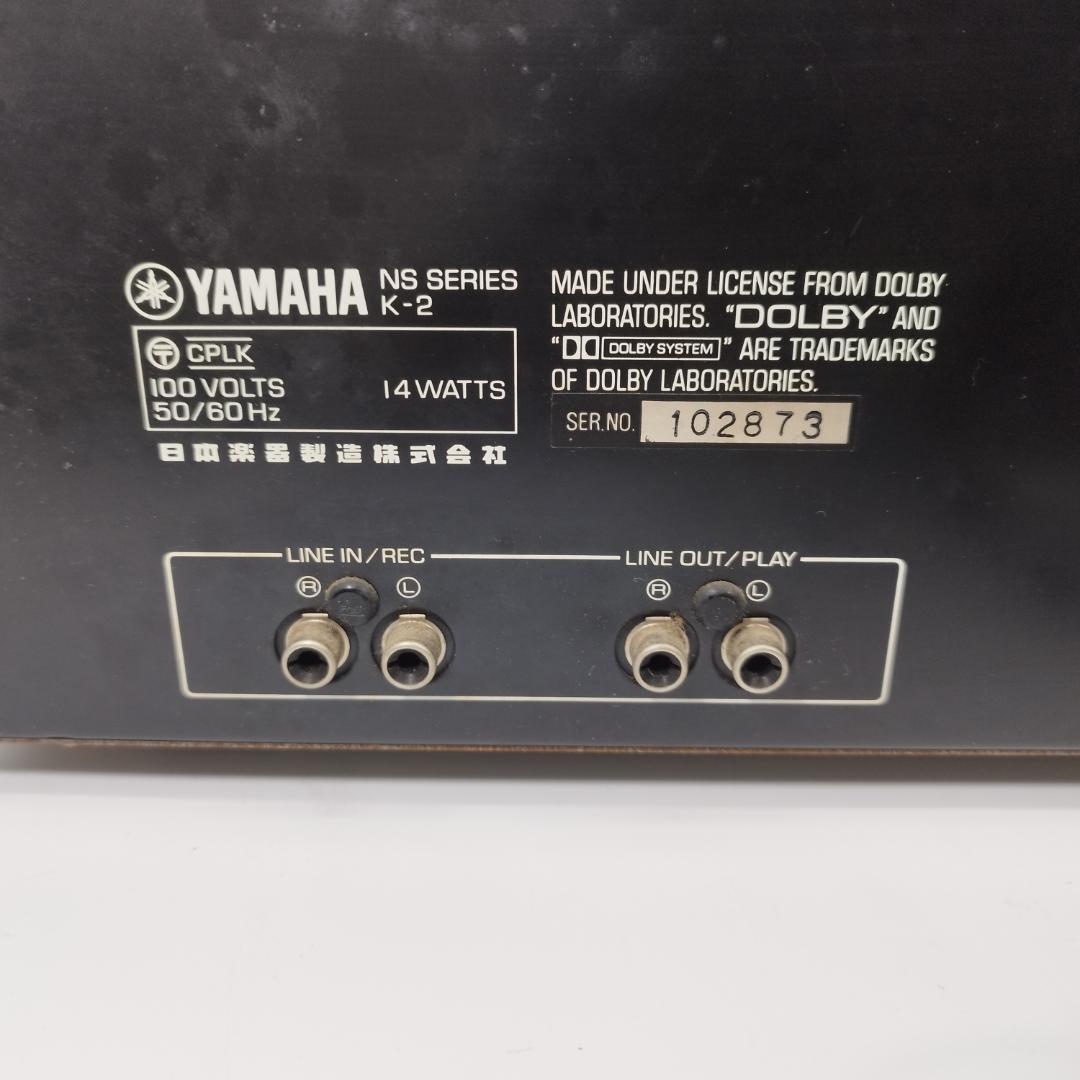 YAMAHA NS SERIES
K-2
〒 CPLK
100 VOLTS 14 WATTS
50/60 Hz
日本楽器製造株式会社
MADE UNDER LICENSE FROM DOLBY
LABORATORIES. "DOLBY" AND
"DOLBY SYSTEM" ARE TRADEMARKS
OF DOLBY LABORATORIES.
SER. NO. 102873
LINE IN/REC LINE OUT/PLAY
R L R L